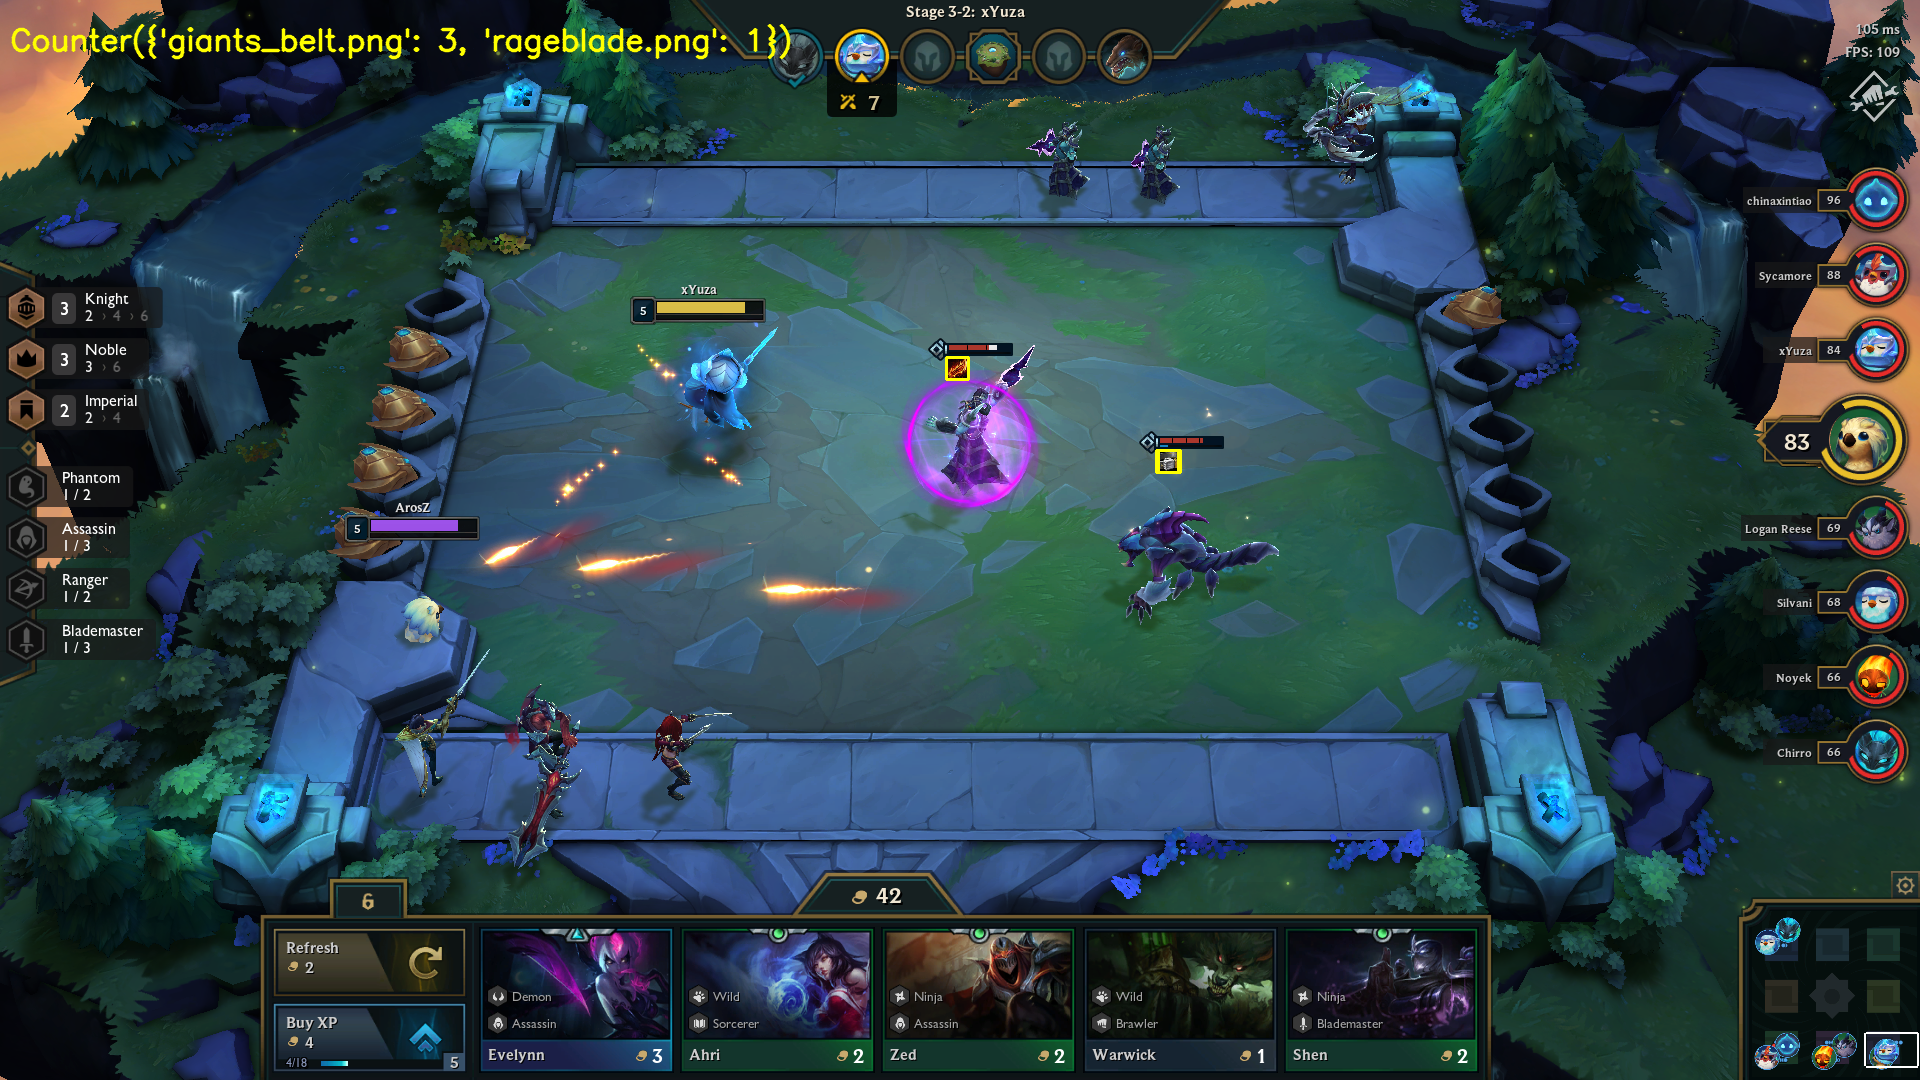 Stage 3-2: xYuza
Counter({'giants_belt.png': 3, 'rageblade.png': 1})
105 ms
FPS: 109
7
chinaxintiao 96
Sycamore 88
xYuza 84
83
Logan Reese 69
Silvani 68
Noyek 66
Chirro 66
3 Knight
2 › 4 › 6
3 Noble
3 › 6
2 Imperial
2 › 4
Phantom
1 / 2
Assassin
1 / 3
Ranger
1 / 2
Blademaster
1 / 3
xYuza
5
ArosZ
5
6
42
Refresh
2
Buy XP
4
4/18
5
Demon
Assassin
Evelynn 3
Wild
Sorcerer
Ahri 2
Ninja
Assassin
Zed 2
Wild
Brawler
Warwick 1
Ninja
Blademaster
Shen 2